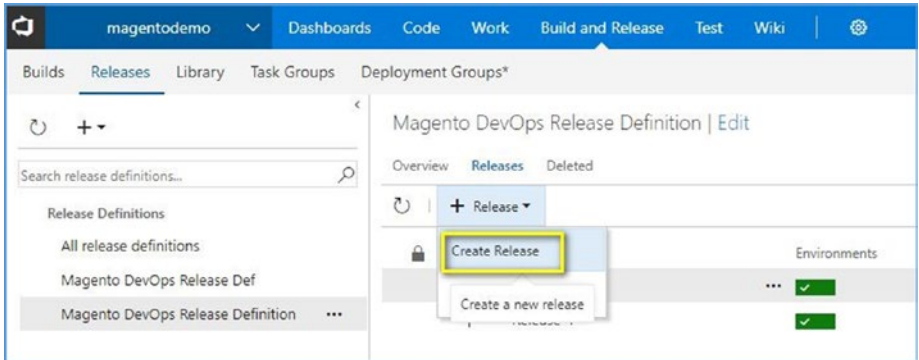 magentodemo Dashboards Code Work Build and Release Test Wiki
Builds Releases Library Task Groups Deployment Groups*
Search release definitions...
Release Definitions
All release definitions
Magento DevOps Release Def
Magento DevOps Release Definition ...
Magento DevOps Release Definition | Edit
Overview Releases Deleted
+ Release
Create Release
Environments
...
Create a new release